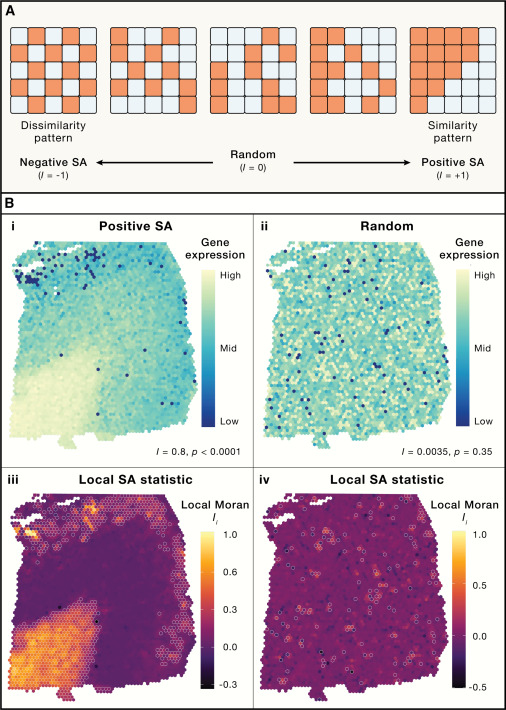 A
Dissimilarity
pattern
Similarity
pattern
Negative SA
(I = -1)
Random
(I = 0)
Positive SA
(I = +1)
B
i
Positive SA
Gene
expression
High
Mid
Low
I = 0.8, p < 0.0001
ii
Random
Gene
expression
High
Mid
Low
I = 0.0035, p = 0.35
iii
Local SA statistic
Local Moran
Ii
1.0
0.6
0.3
0.0
-0.3
iv
Local SA statistic
Local Moran
Ii
1.0
0.5
0.0
-0.5